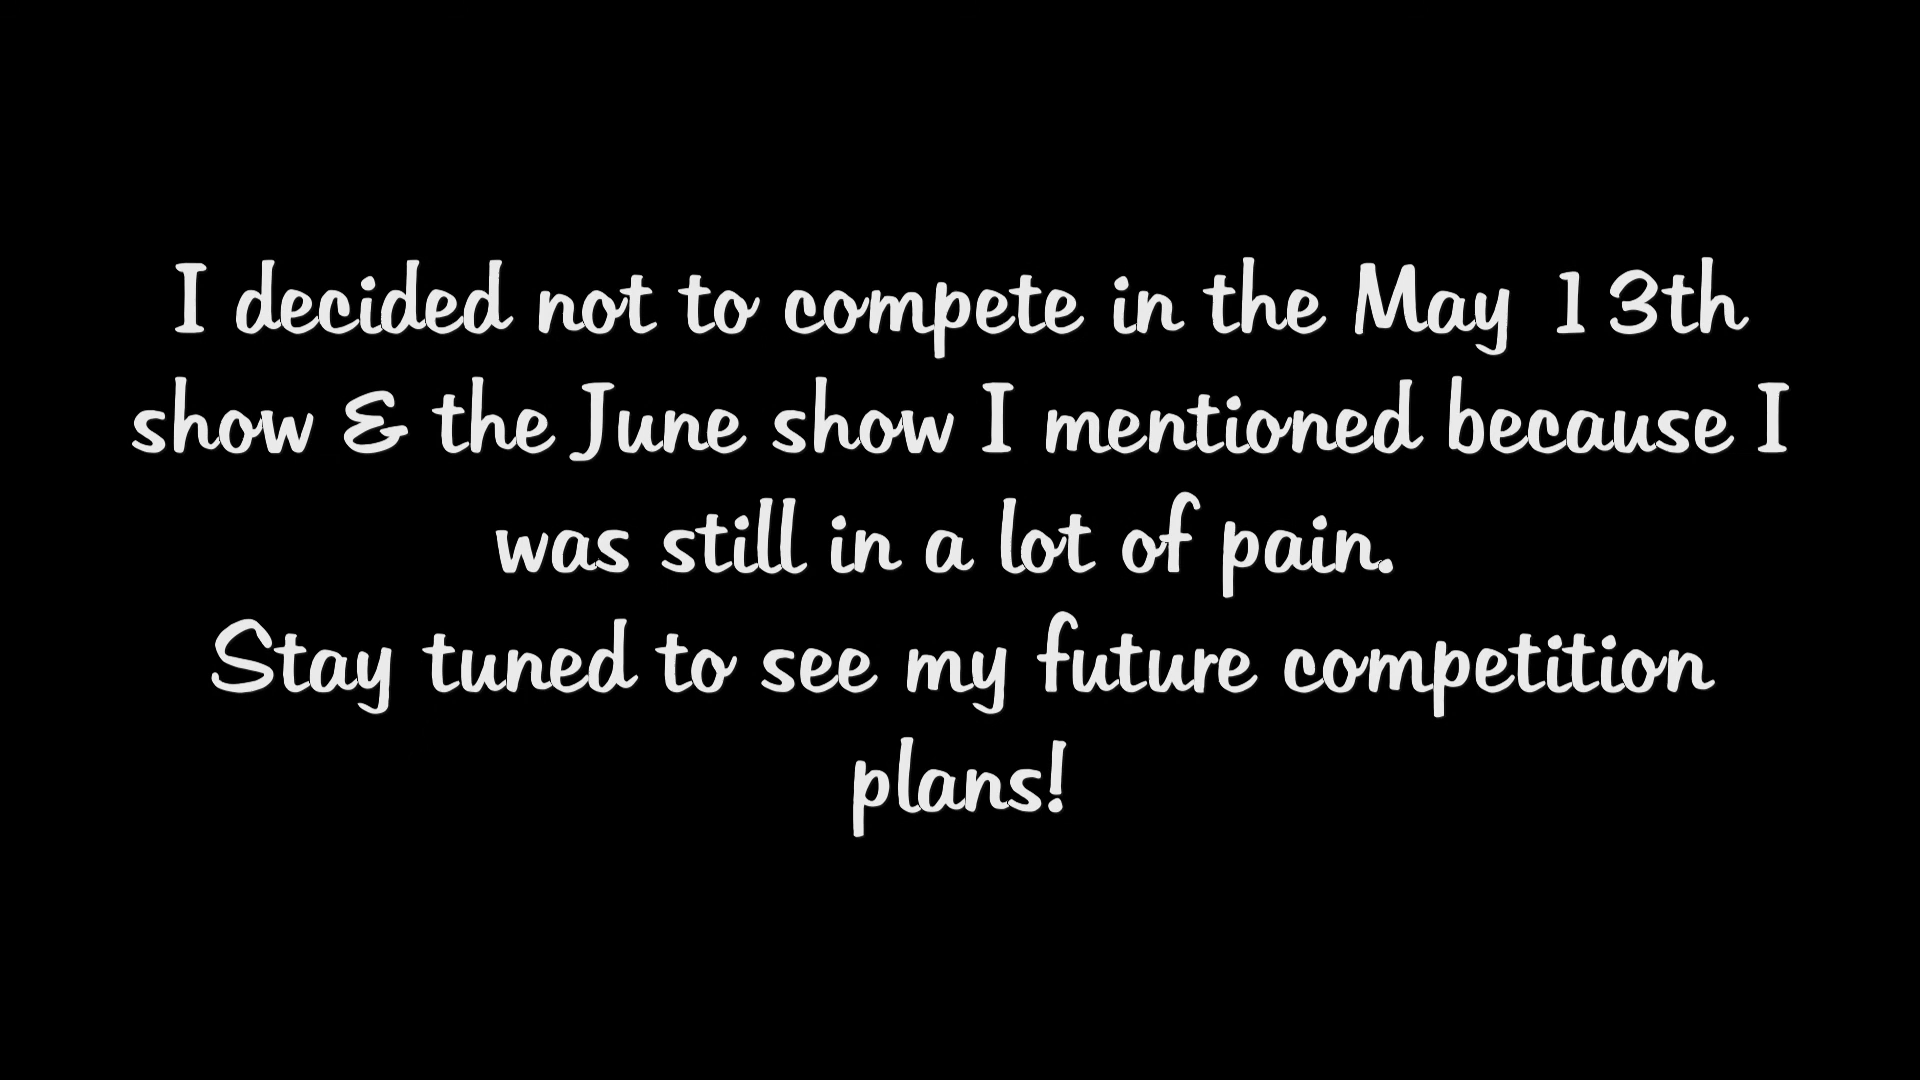 I decided not to compete in the May 13th
show & the June show I mentioned because I
was still in a lot of pain.
Stay tuned to see my future competition
plans!